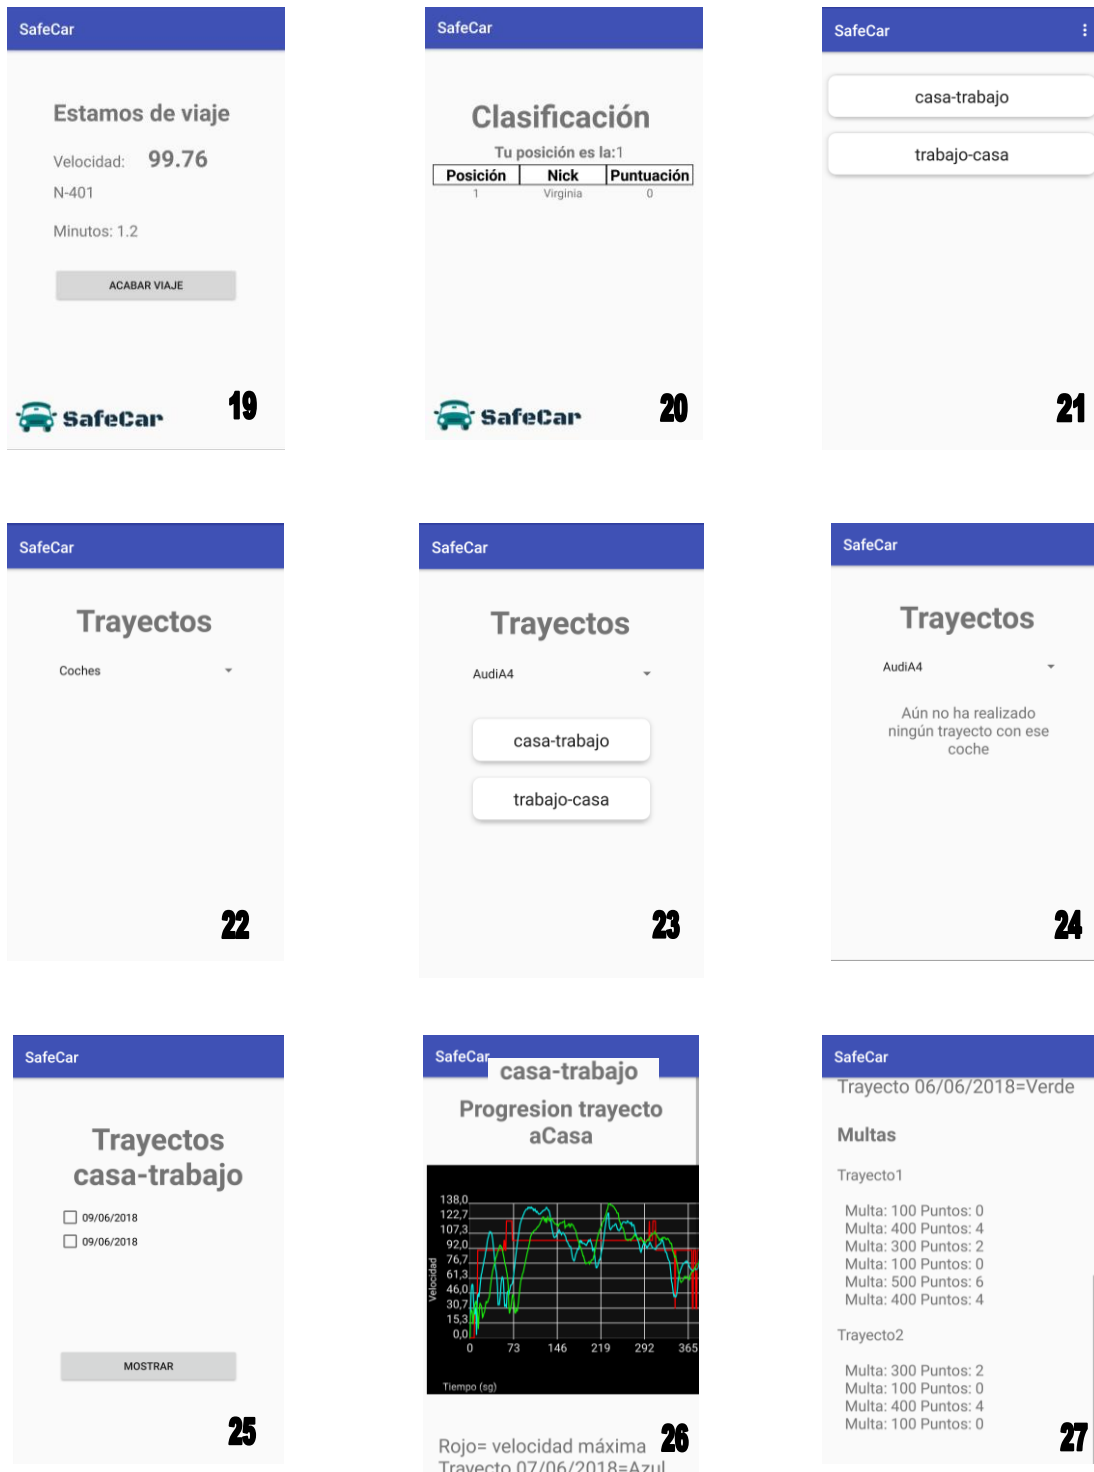 SafeCar
Estamos de viaje
Velocidad: 99.76
N-401
Minutos: 1.2
ACABAR VIAJE
SafeCar
19
SafeCar
Clasificación
Tu posición es la:1
Posición Nick Puntuación
1 Virginia 0
SafeCar
20
SafeCar
casa-trabajo
trabajo-casa
21
SafeCar
Trayectos
Coches
22
SafeCar
Trayectos
AudiA4
casa-trabajo
trabajo-casa
23
SafeCar
Trayectos
AudiA4
Aún no ha realizado
ningún trayecto con ese
coche
24
SafeCar
Trayectos
casa-trabajo
09/06/2018
09/06/2018
MOSTRAR
25
SafeCar
casa-trabajo
Progresion trayecto
aCasa
138,0
122,7
107,3
92,0
76,7
61,3
46,0
30,7
15,3
0,0
Velocidad
0 73 146 219 292 365
Tiempo (sg)
Rojo= velocidad máxima
Trayecto 07/06/2018=Azul
26
SafeCar
Trayecto 06/06/2018=Verde
Multas
Trayecto1
Multa: 100 Puntos: 0
Multa: 400 Puntos: 4
Multa: 300 Puntos: 2
Multa: 100 Puntos: 0
Multa: 500 Puntos: 6
Multa: 400 Puntos: 4
Trayecto2
Multa: 300 Puntos: 2
Multa: 100 Puntos: 0
Multa: 400 Puntos: 4
Multa: 100 Puntos: 0
27